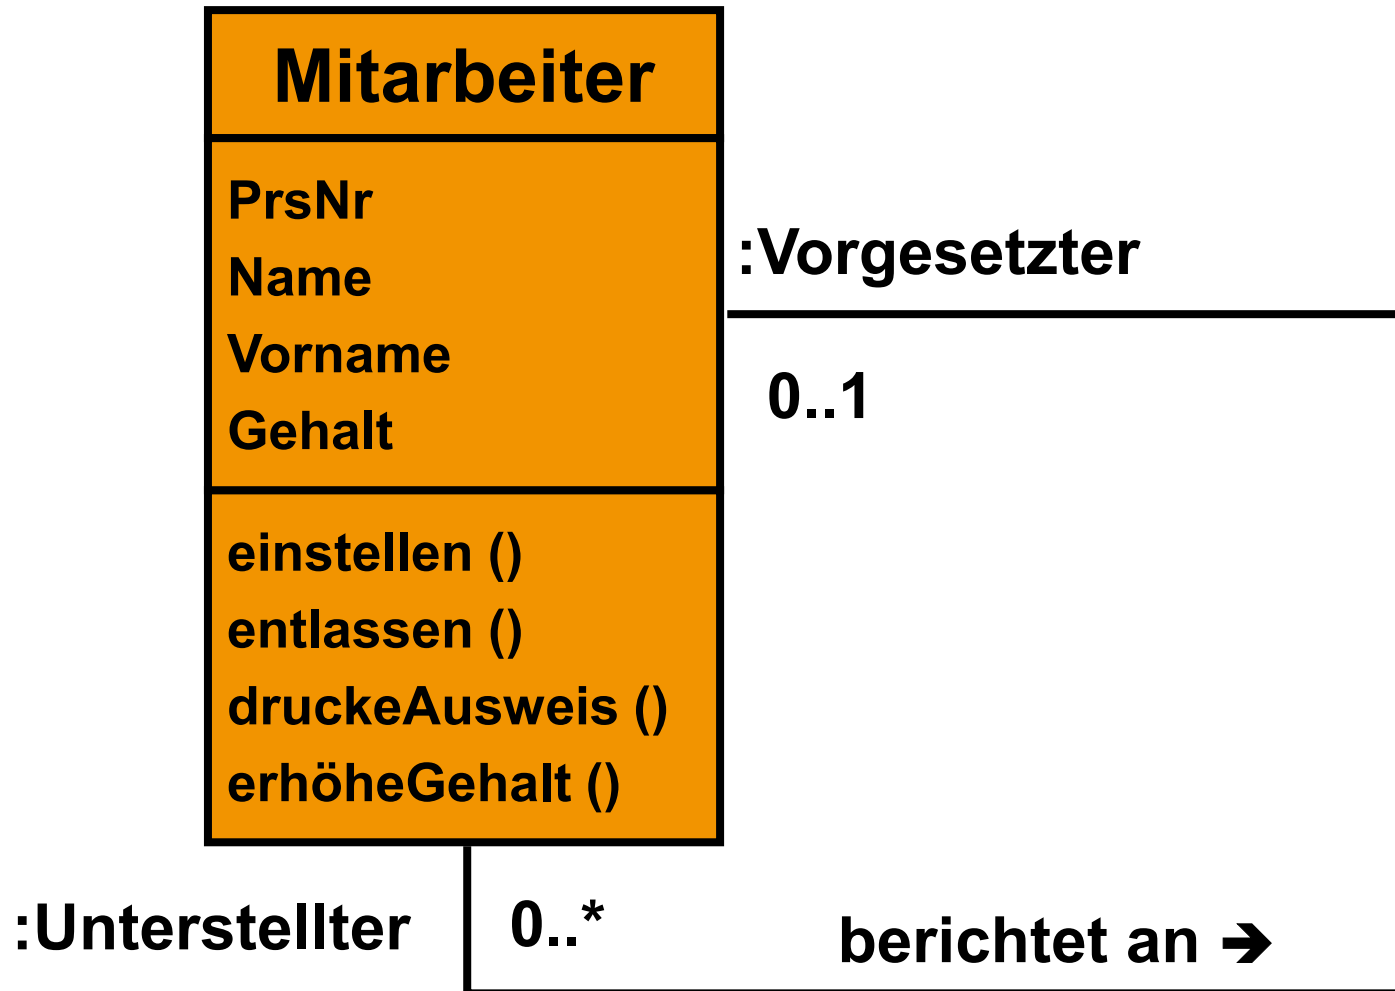 Mitarbeiter
PrsNr
Name
Vorname
Gehalt
:Vorgesetzter
0..1
einstellen ()
entlassen ()
druckeAusweis ()
erhöheGehalt ()
:Unterstellter
0..*
berichtet an ➔